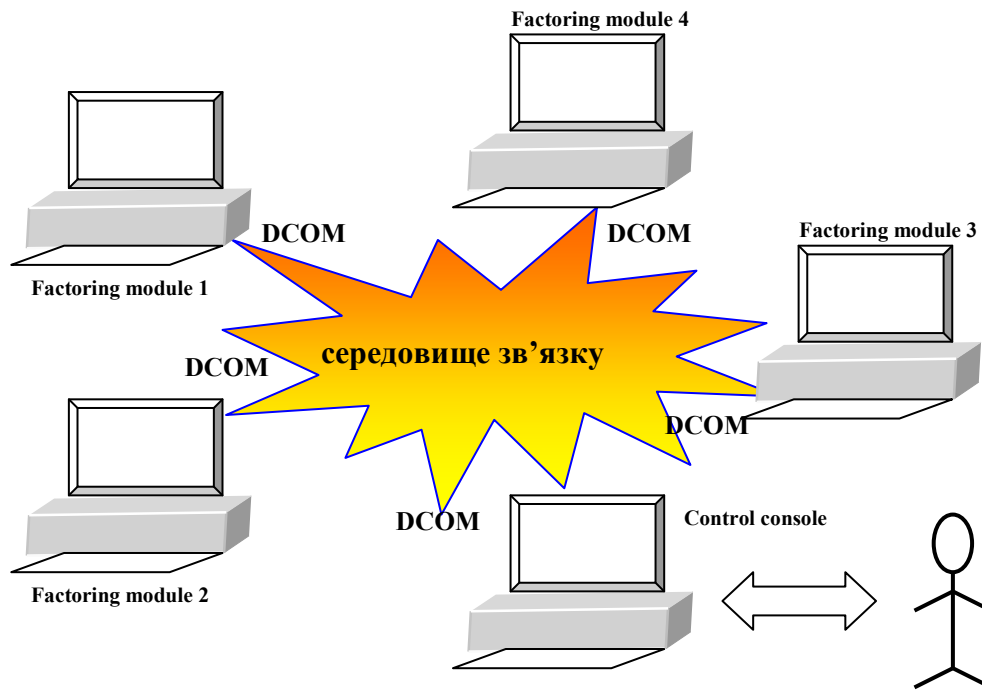 Factoring module 4
DCOM
DCOM
Factoring module 3
Factoring module 1
середовище зв’язку
DCOM
DCOM
DCOM
Control console
Factoring module 2